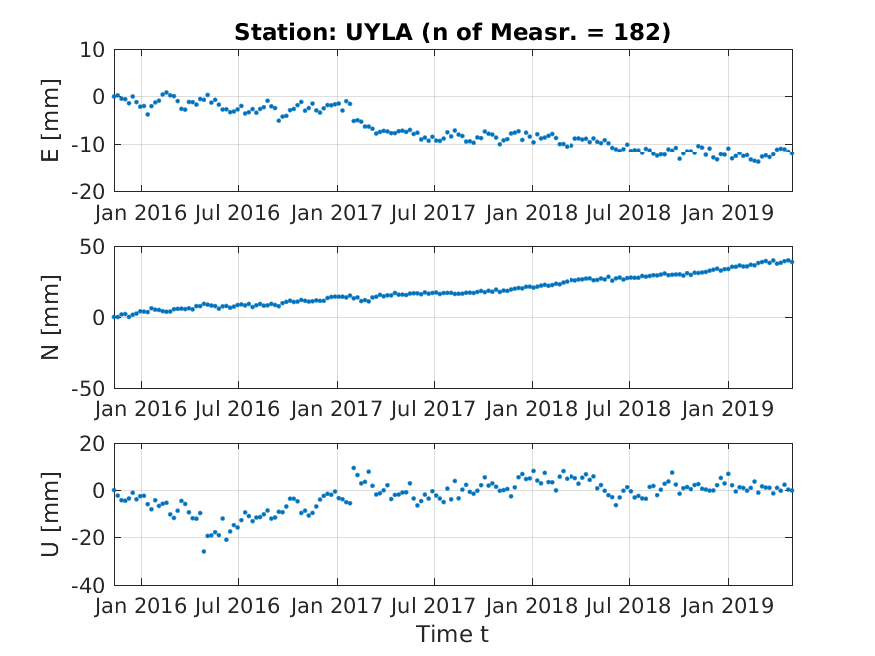 Station: UYLA (n of Measr. = 182)
10
0
-10
-20
E [mm]
Jan 2016 Jul 2016 Jan 2017 Jul 2017 Jan 2018 Jul 2018 Jan 2019
50
0
-50
N [mm]
Jan 2016 Jul 2016 Jan 2017 Jul 2017 Jan 2018 Jul 2018 Jan 2019
20
0
-20
-40
U [mm]
Jan 2016 Jul 2016 Jan 2017 Jul 2017 Jan 2018 Jul 2018 Jan 2019
Time t